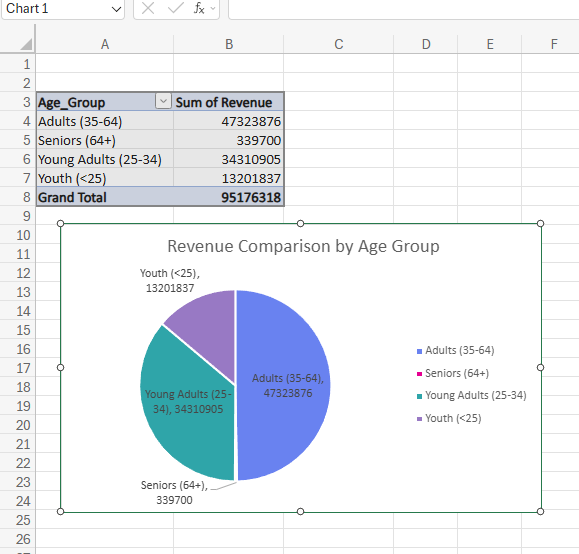 Chart 1
fx
A B C D E F
1
2
3 Age_Group Sum of Revenue
4 Adults (35-64) 47323876
5 Seniors (64+) 339700
6 Young Adults (25-34) 34310905
7 Youth (<25) 13201837
8 Grand Total 95176318
9
10
11
12
13
14
15
16
17
18
19
20
21
22
23
24
25
26
Revenue Comparison by Age Group
Youth (<25),
13201837
Adults (35-64),
47323876
Young Adults (25-
34), 34310905
Seniors (64+),
339700
Adults (35-64)
Seniors (64+)
Young Adults (25-34)
Youth (<25)